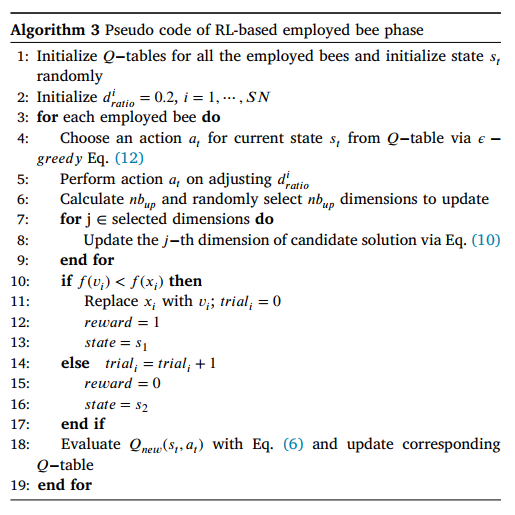 Algorithm 3 Pseudo code of RL-based employed bee phase
1: Initialize Q−tables for all the employed bees and initialize state s_t
randomly
2: Initialize d^i_{ratio} = 0.2, i = 1, ⋯ , SN
3: for each employed bee do
4: Choose an action a_t for current state s_t from Q−table via ϵ −
greedy Eq. (12)
5: Perform action a_t on adjusting d^i_{ratio}
6: Calculate nb_{up} and randomly select nb_{up} dimensions to update
7: for j ∈ selected dimensions do
8: Update the j−th dimension of candidate solution via Eq. (10)
9: end for
10: if f(v_i) < f(x_i) then
11: Replace x_i with v_i; trial_i = 0
12: reward = 1
13: state = s_1
14: else trial_i = trial_i + 1
15: reward = 0
16: state = s_2
17: end if
18: Evaluate Q_{new}(s_t, a_t) with Eq. (6) and update corresponding
Q−table
19: end for